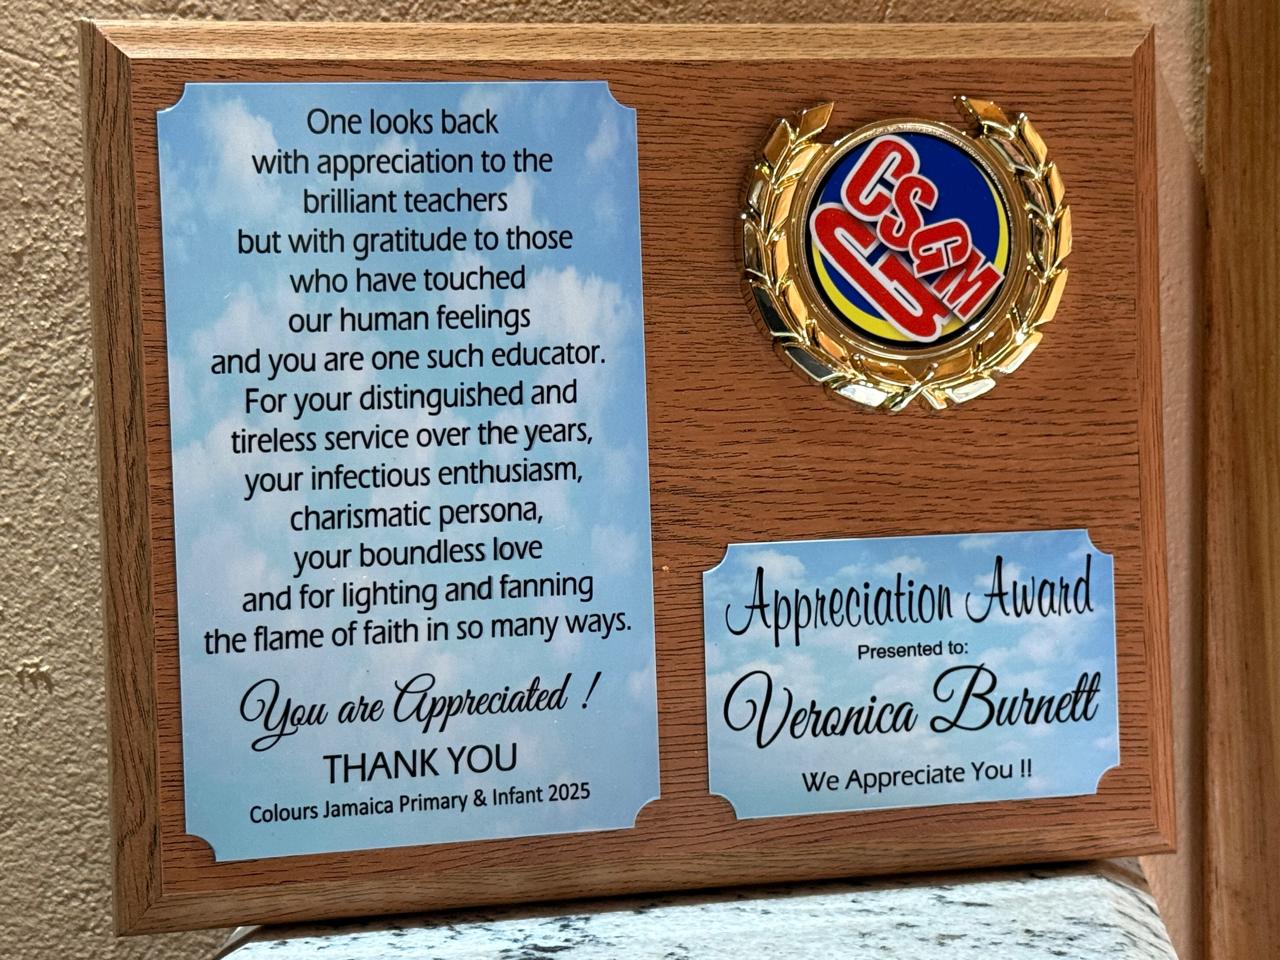 One looks back
with appreciation to the
brilliant teachers
but with gratitude to those
who have touched
our human feelings
and you are one such educator.
For your distinguished and
tireless service over the years,
your infectious enthusiasm,
charismatic persona,
your boundless love
and for lighting and fanning
the flame of faith in so many ways.
You are Appreciated !
THANK YOU
Colours Jamaica Primary & Infant 2025
CSGM
Appreciation Award
Presented to:
Veronica Burnett
We Appreciate You !!